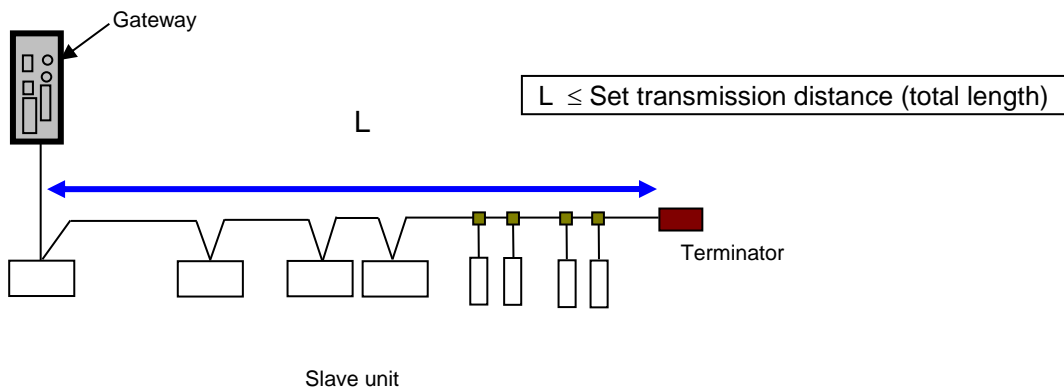 Gateway
L ≤ Set transmission distance (total length)
L
Terminator
Slave unit